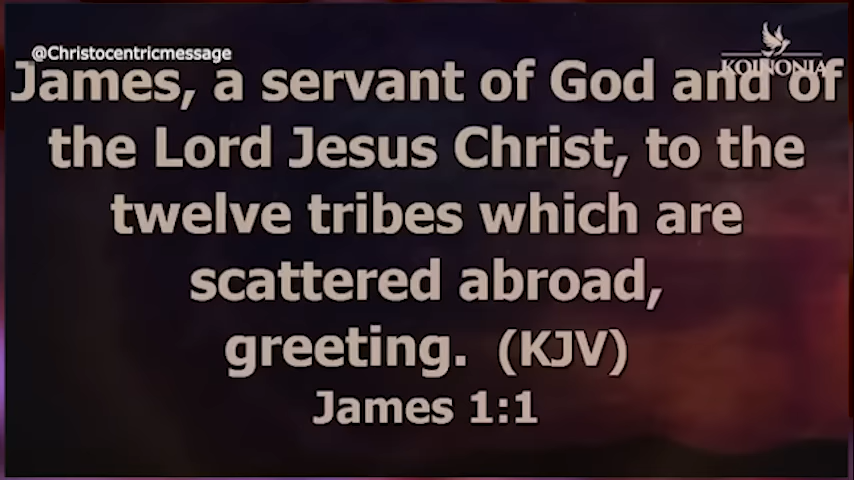 @Christocentricmessage
KOINONIA
James, a servant of God and of
the Lord Jesus Christ, to the
twelve tribes which are
scattered abroad,
greeting. (KJV)
James 1:1